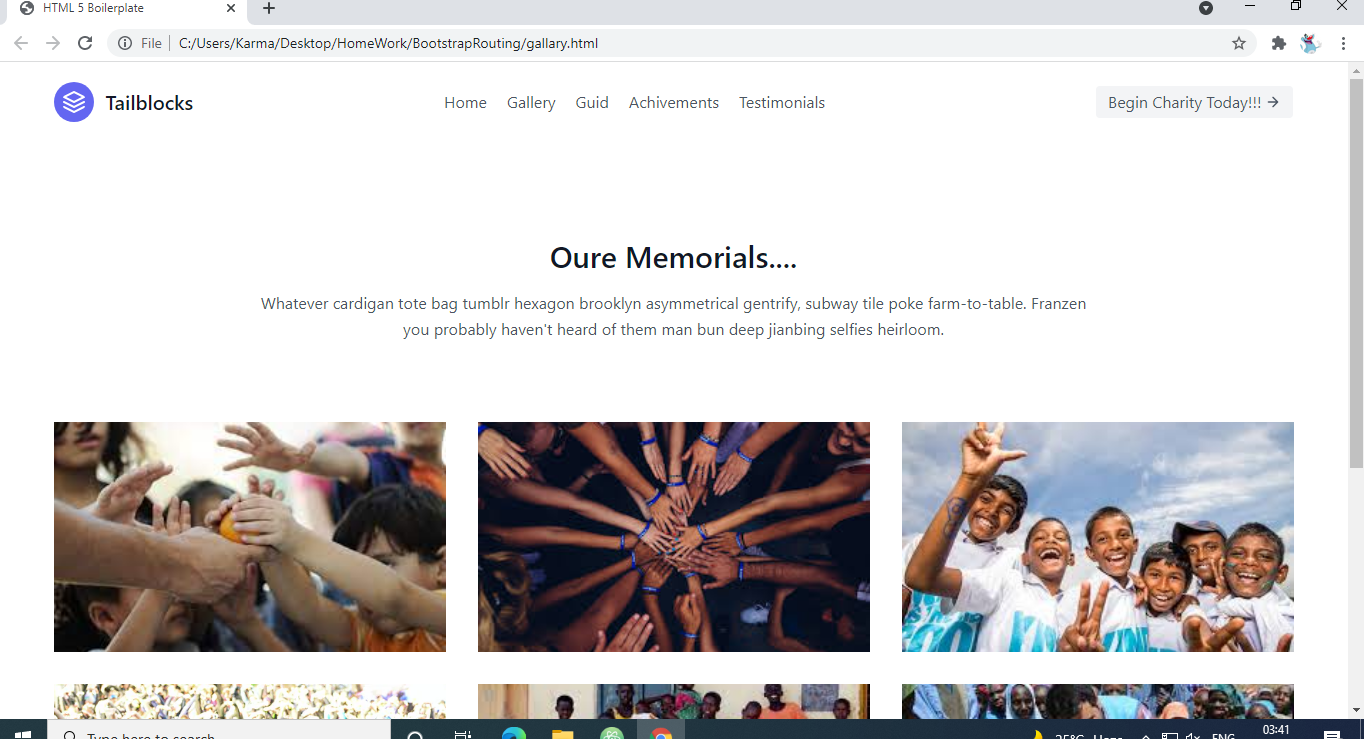 HTML 5 Boilerplate
File C:/Users/Karma/Desktop/HomeWork/BootstrapRouting/gallary.html
Tailblocks Home Gallery Guid Achivements Testimonials Begin Charity Today!!!
Oure Memorials....
Whatever cardigan tote bag tumblr hexagon brooklyn asymmetrical gentrify, subway tile poke farm-to-table. Franzen
you probably haven't heard of them man bun deep jianbing selfies heirloom.
Type here to search 25°C Haze ENG 03:41